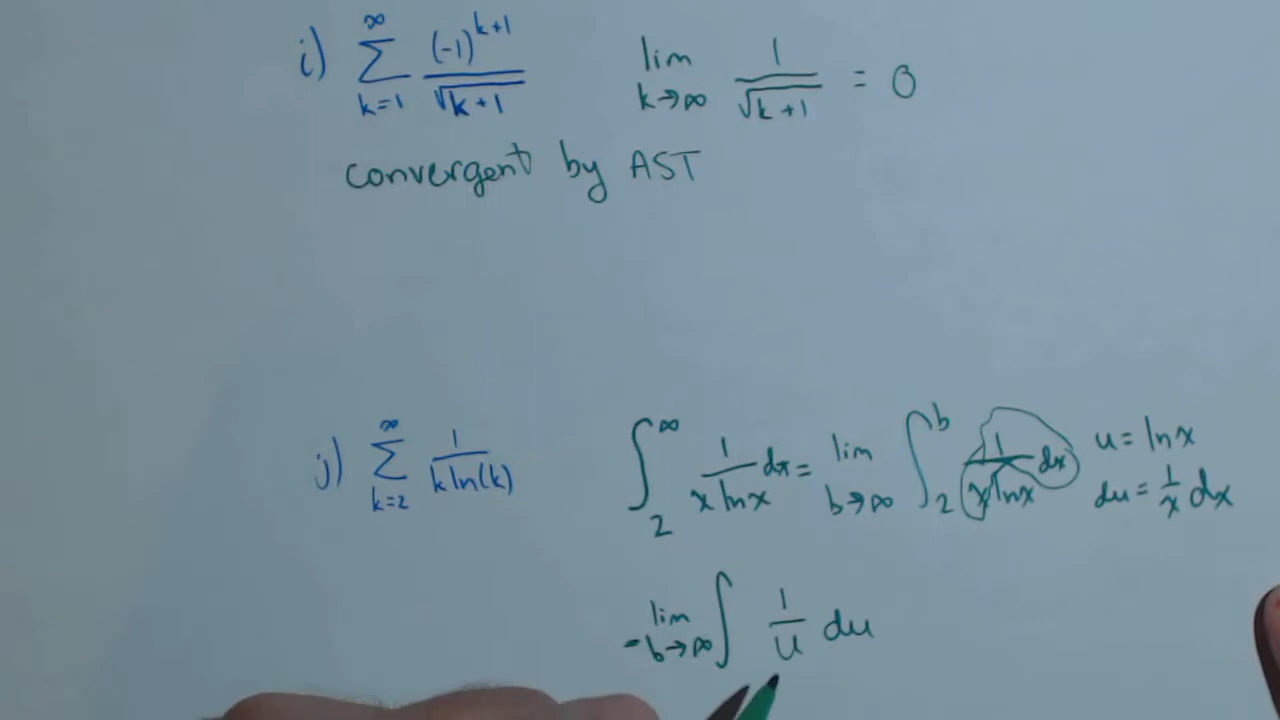 i) ∑_{k=1}^{∞} (-1)^{k+1}/√(k+1)    lim_{k→∞} 1/√(k+1) = 0
convergent by AST
j) ∑_{k=2}^{∞} 1/(k ln(k))    ∫_2^∞ 1/(x ln x) dx = lim_{b→∞} ∫_2^b 1/(x ln x) dx    u = ln x
du = 1/x dx
= lim_{b→∞} ∫ 1/u du